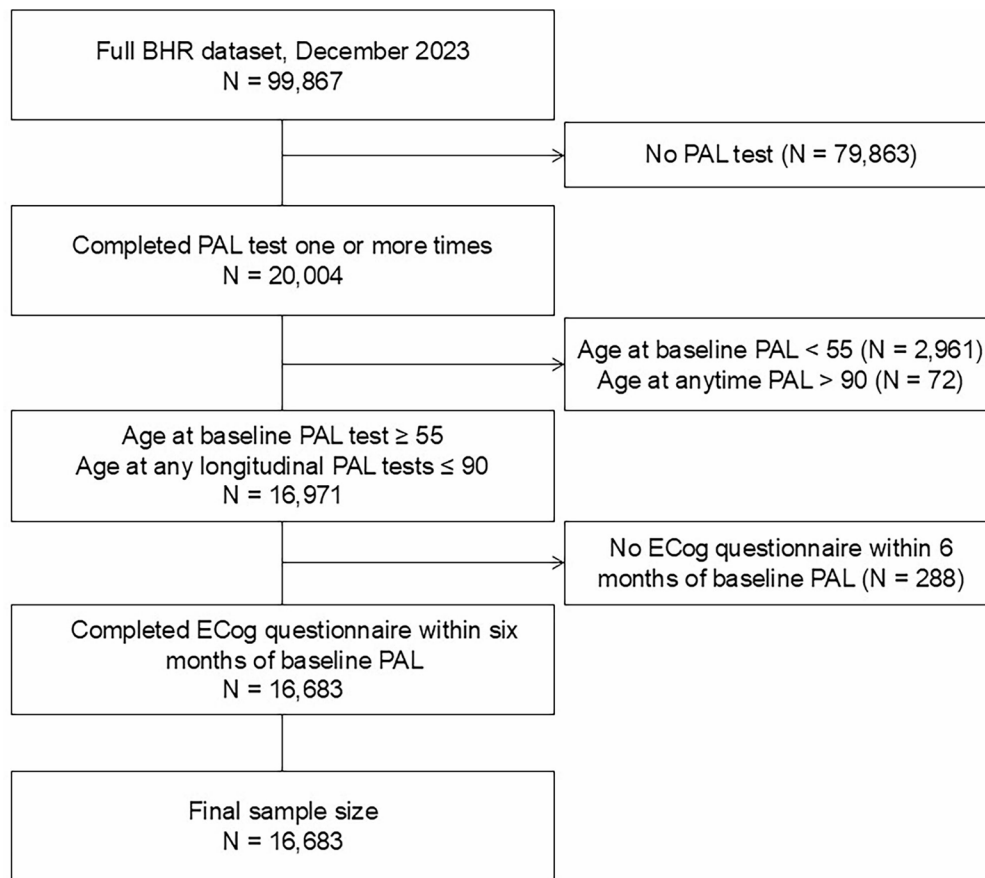 Full BHR dataset, December 2023
N = 99,867
No PAL test (N = 79,863)
Completed PAL test one or more times
N = 20,004
Age at baseline PAL < 55 (N = 2,961)
Age at anytime PAL > 90 (N = 72)
Age at baseline PAL test ≥ 55
Age at any longitudinal PAL tests ≤ 90
N = 16,971
No ECog questionnaire within 6
months of baseline PAL (N = 288)
Completed ECog questionnaire within six
months of baseline PAL
N = 16,683
Final sample size
N = 16,683